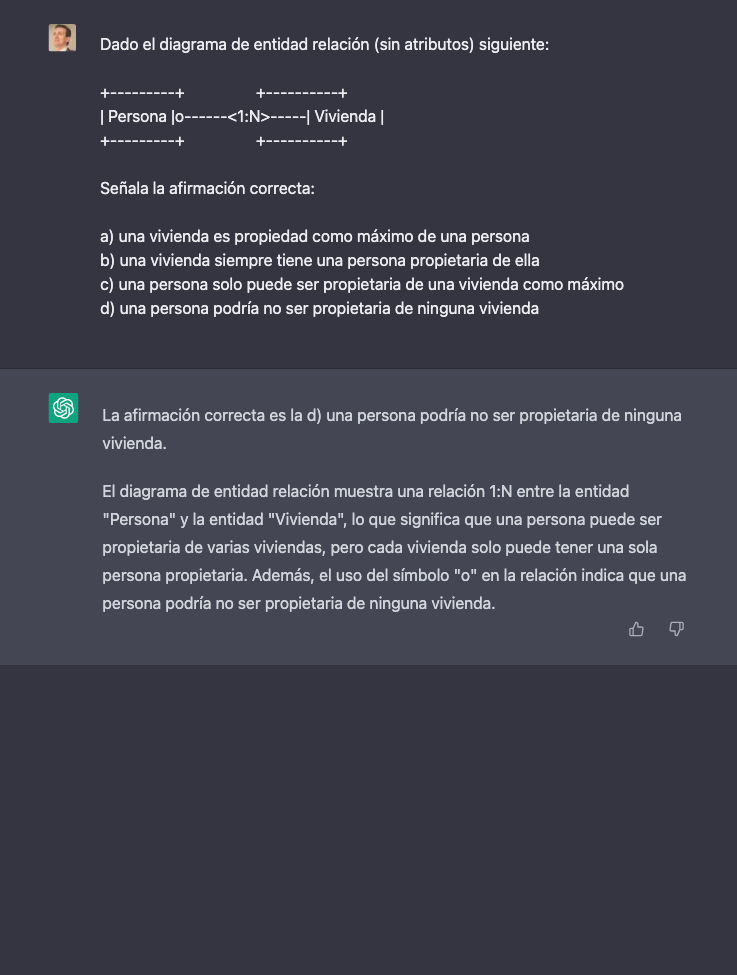 Dado el diagrama de entidad relación (sin atributos) siguiente:
+---------+ +----------+
| Persona |o------<1:N>-----| Vivienda |
+---------+ +----------+
Señala la afirmación correcta:
a) una vivienda es propiedad como máximo de una persona
b) una vivienda siempre tiene una persona propietaria de ella
c) una persona solo puede ser propietaria de una vivienda como máximo
d) una persona podría no ser propietaria de ninguna vivienda
La afirmación correcta es la d) una persona podría no ser propietaria de ninguna
vivienda.
El diagrama de entidad relación muestra una relación 1:N entre la entidad
"Persona" y la entidad "Vivienda", lo que significa que una persona puede ser
propietaria de varias viviendas, pero cada vivienda solo puede tener una sola
persona propietaria. Además, el uso del símbolo "o" en la relación indica que una
persona podría no ser propietaria de ninguna vivienda.